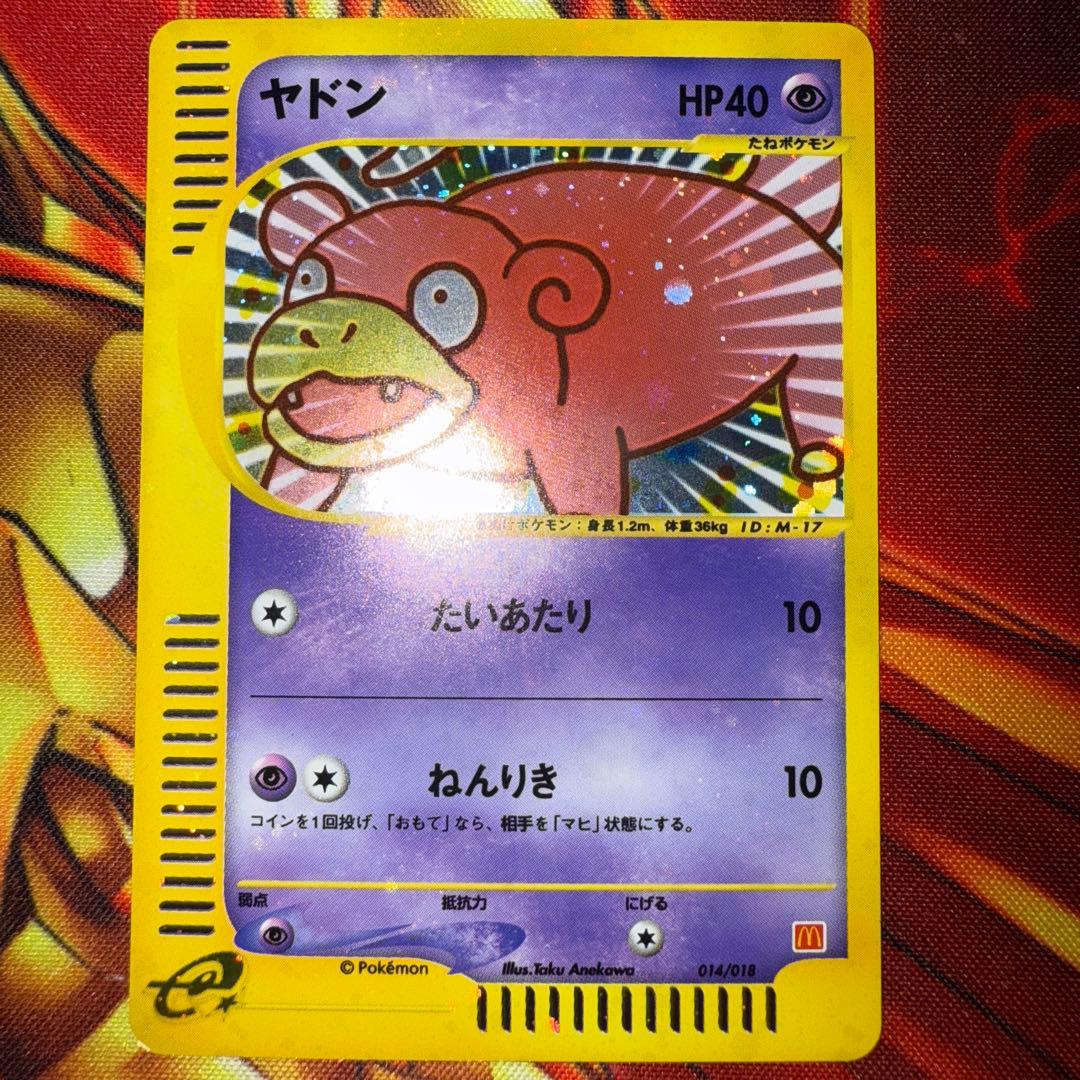 ヤドン HP40
たねポケモン
ポケモン：身長1.2m、体重36kg ID:M-17
たいあたり 10
ねんりき 10
コインを1回投げ、「おもて」なら、相手を「マヒ」状態にする。
弱点 抵抗力 にげる
©Pokémon Illus.Taku Anekawa 014/018
e